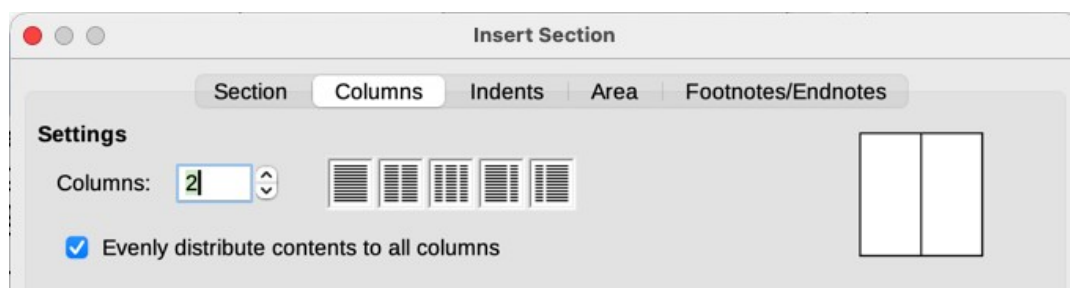 Insert Section
Section Columns Indents Area Footnotes/Endnotes
Settings
Columns: 2
Evenly distribute contents to all columns